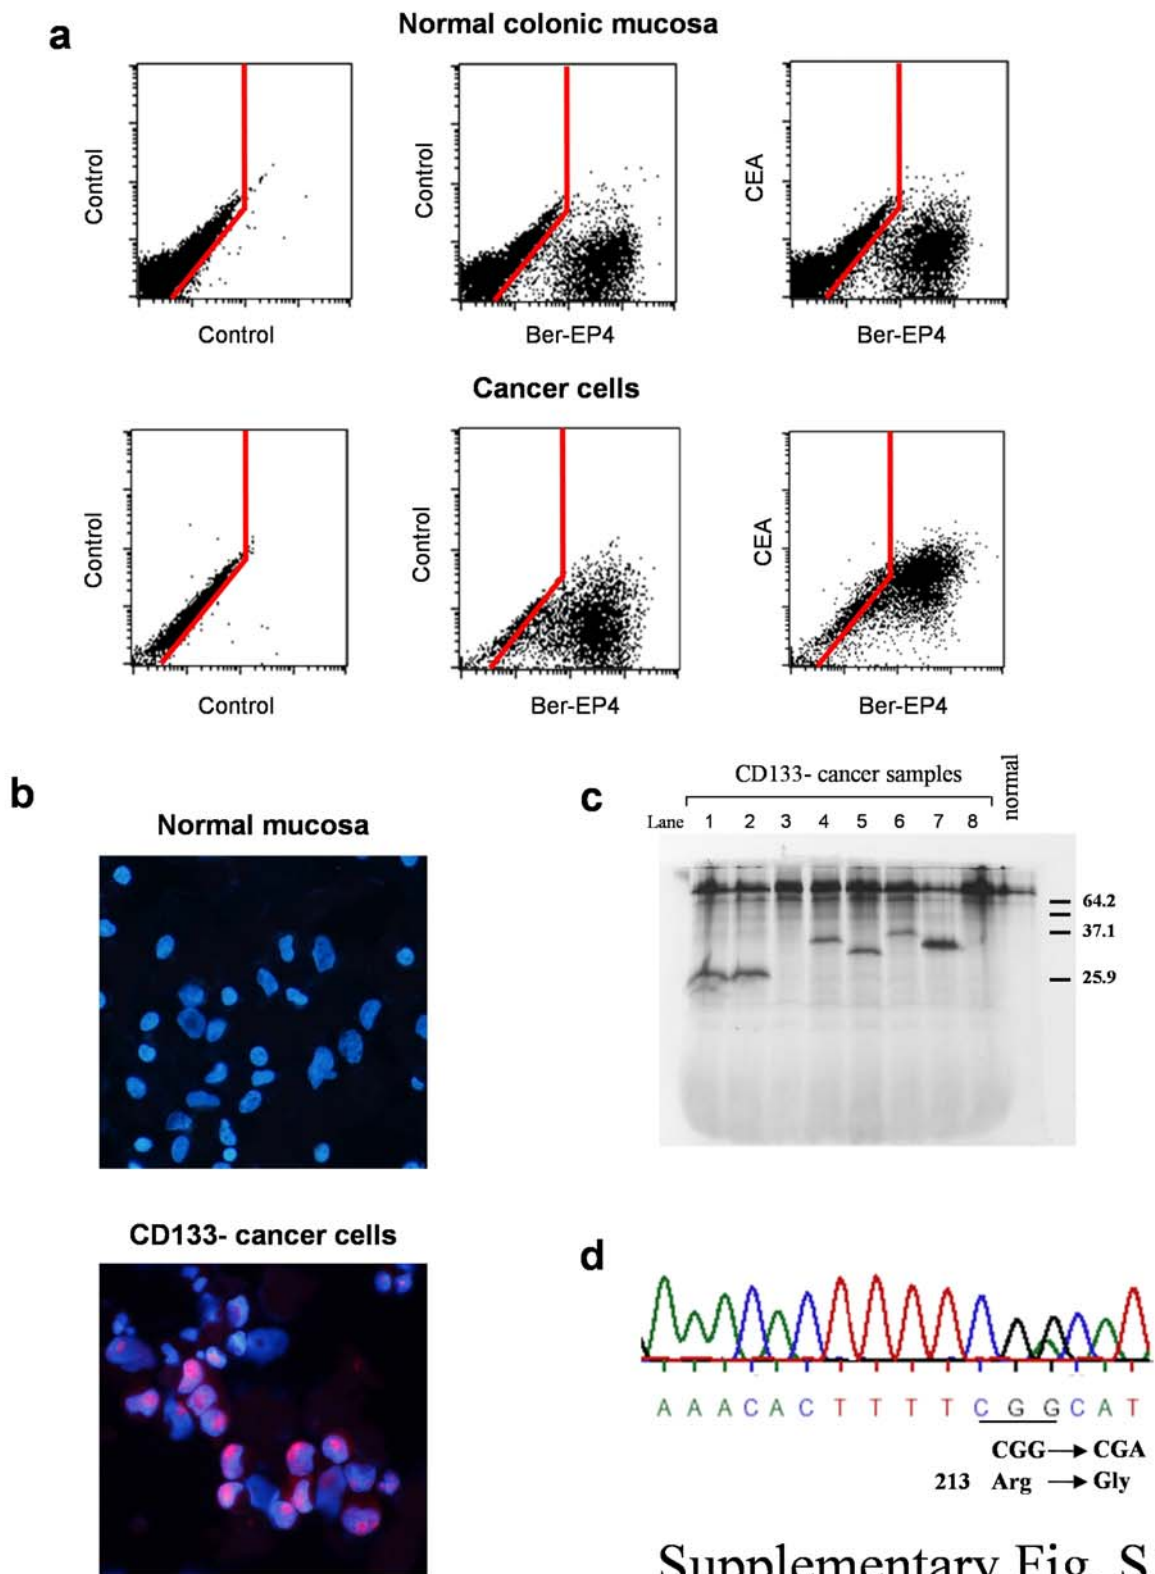 a
Normal colonic mucosa
Control
Control
CEA
Control
Ber-EP4
Ber-EP4
Cancer cells
Control
Control
CEA
Control
Ber-EP4
Ber-EP4
b
Normal mucosa
CD133- cancer cells
c
CD133- cancer samples
normal
Lane 1 2 3 4 5 6 7 8
64.2
37.1
25.9
d
A A A C A C T T T T C G G C A T
CGG→CGA
213 Arg →Gly
Supplementary Fig. S